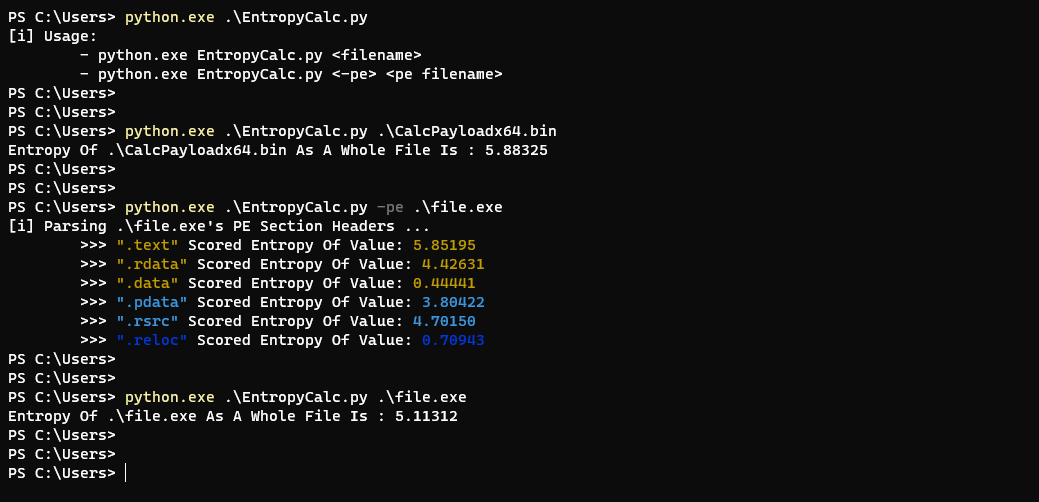 PS C:\Users> python.exe .\EntropyCalc.py
[i] Usage:
- python.exe EntropyCalc.py <filename>
- python.exe EntropyCalc.py <-pe> <pe filename>
PS C:\Users>
PS C:\Users>
PS C:\Users> python.exe .\EntropyCalc.py .\CalcPayloadx64.bin
Entropy Of .\CalcPayloadx64.bin As A Whole File Is : 5.88325
PS C:\Users>
PS C:\Users>
PS C:\Users> python.exe .\EntropyCalc.py -pe .\file.exe
[i] Parsing .\file.exe's PE Section Headers ...
>>> ".text" Scored Entropy Of Value: 5.85195
>>> ".rdata" Scored Entropy Of Value: 4.42631
>>> ".data" Scored Entropy Of Value: 0.44441
>>> ".pdata" Scored Entropy Of Value: 3.80422
>>> ".rsrc" Scored Entropy Of Value: 4.70150
>>> ".reloc" Scored Entropy Of Value: 0.70943
PS C:\Users>
PS C:\Users>
PS C:\Users> python.exe .\EntropyCalc.py .\file.exe
Entropy Of .\file.exe As A Whole File Is : 5.11312
PS C:\Users>
PS C:\Users>
PS C:\Users>